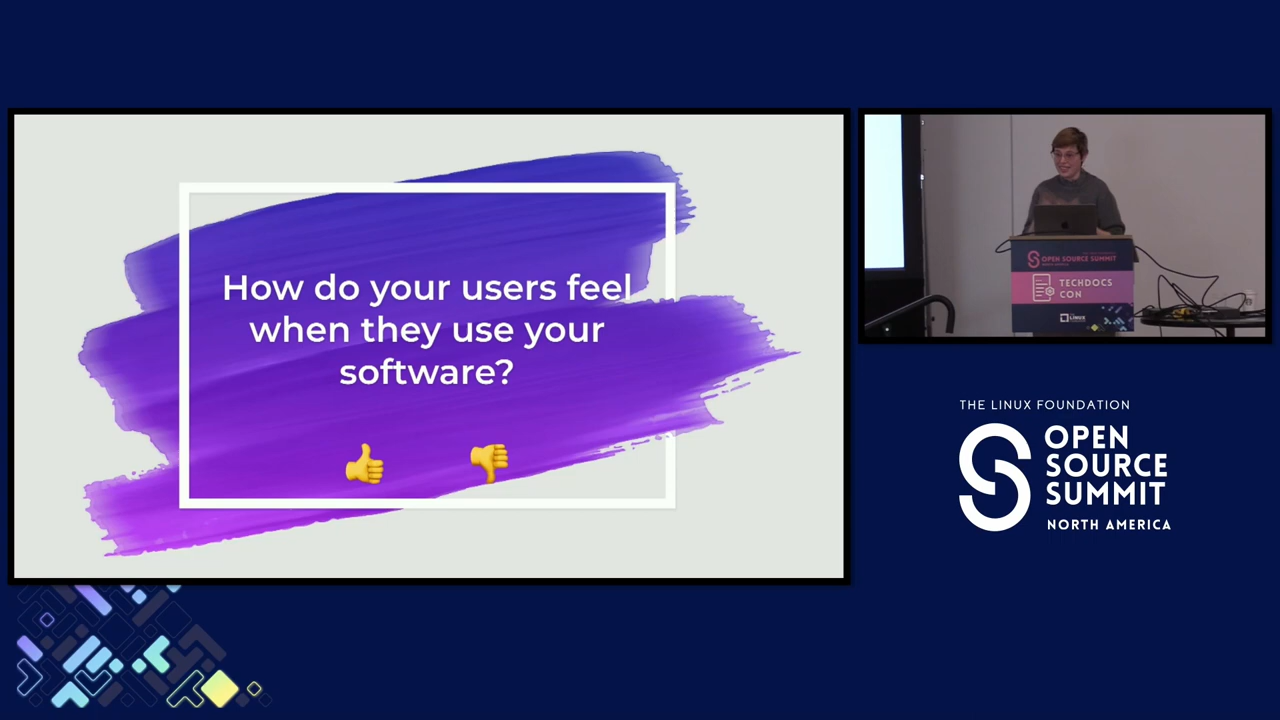 How do your users feel
when they use your
software?
👍 👎
OPEN SOURCE SUMMIT
TECHDOCS
CON
LINUX
THE LINUX FOUNDATION
OPEN
SOURCE
SUMMIT
NORTH AMERICA